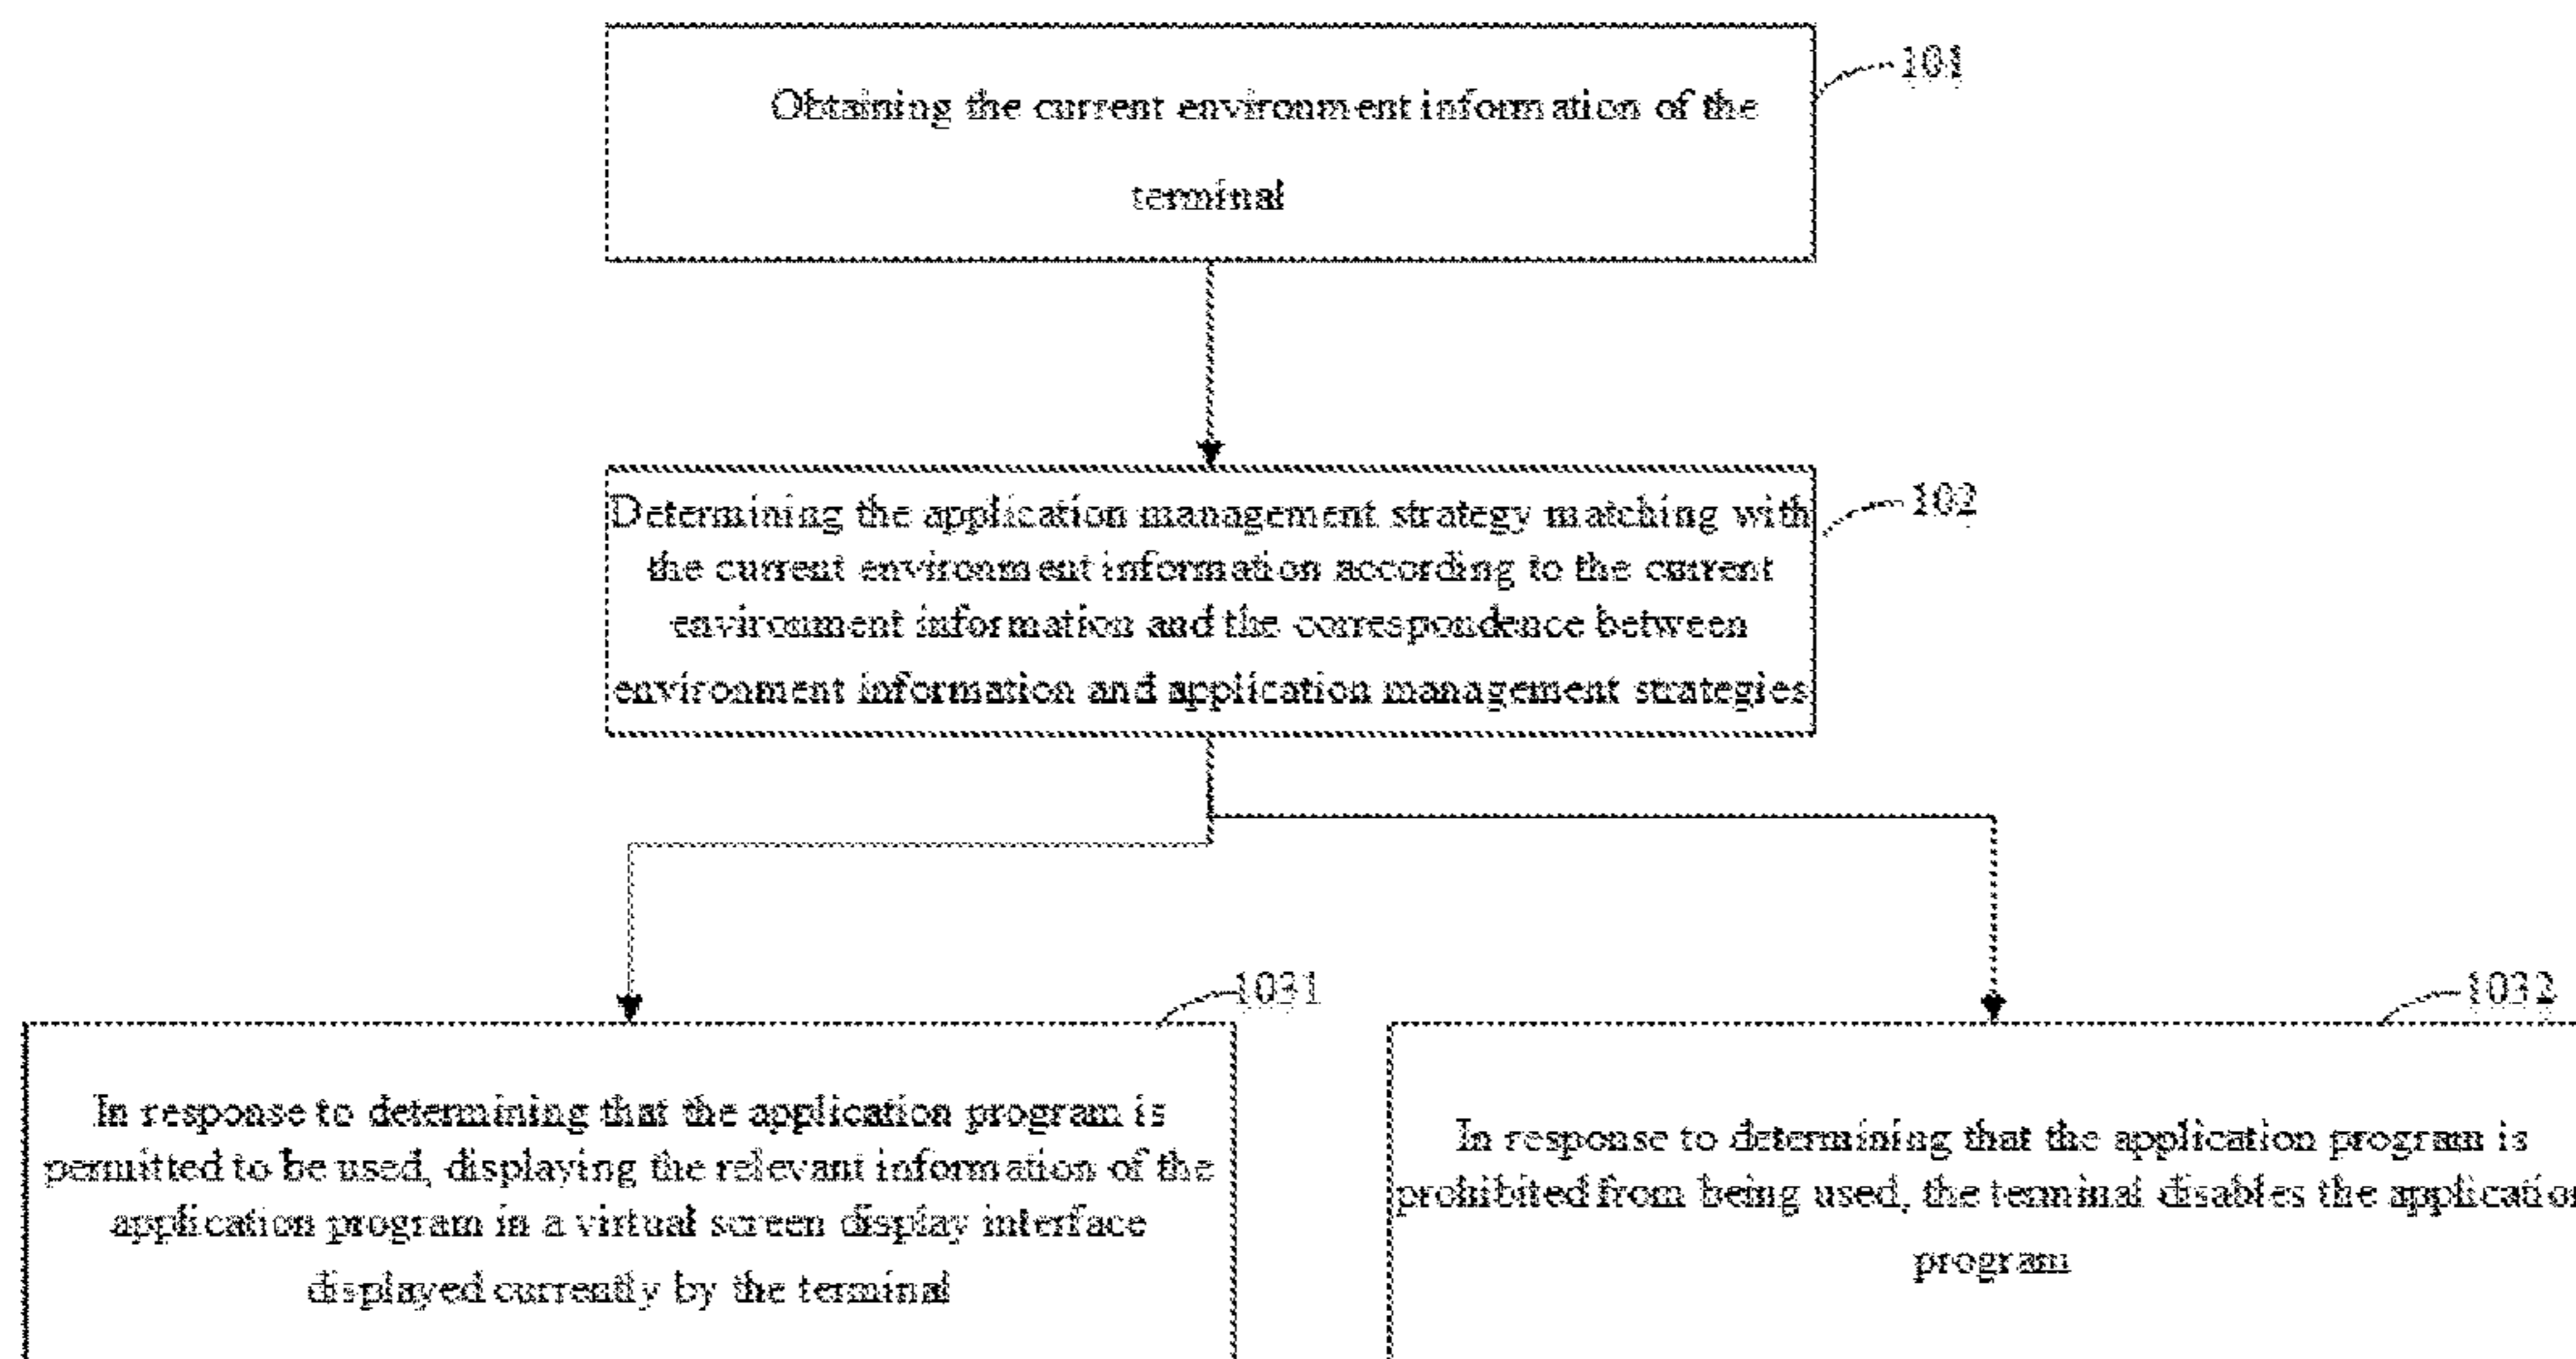 Obtaining the current environment information of the
terminal
101
Determining the application management strategy matching with
the current environment information according to the current
environment information and the correspondence between
environment information and application management strategies
102
1031
In response to determining that the application program is
permitted to be used, displaying the relevant information of the
application program in a virtual screen display interface
displayed currently by the terminal
1032
In response to determining that the application program is
prohibited from being used, the terminal disables the application
program